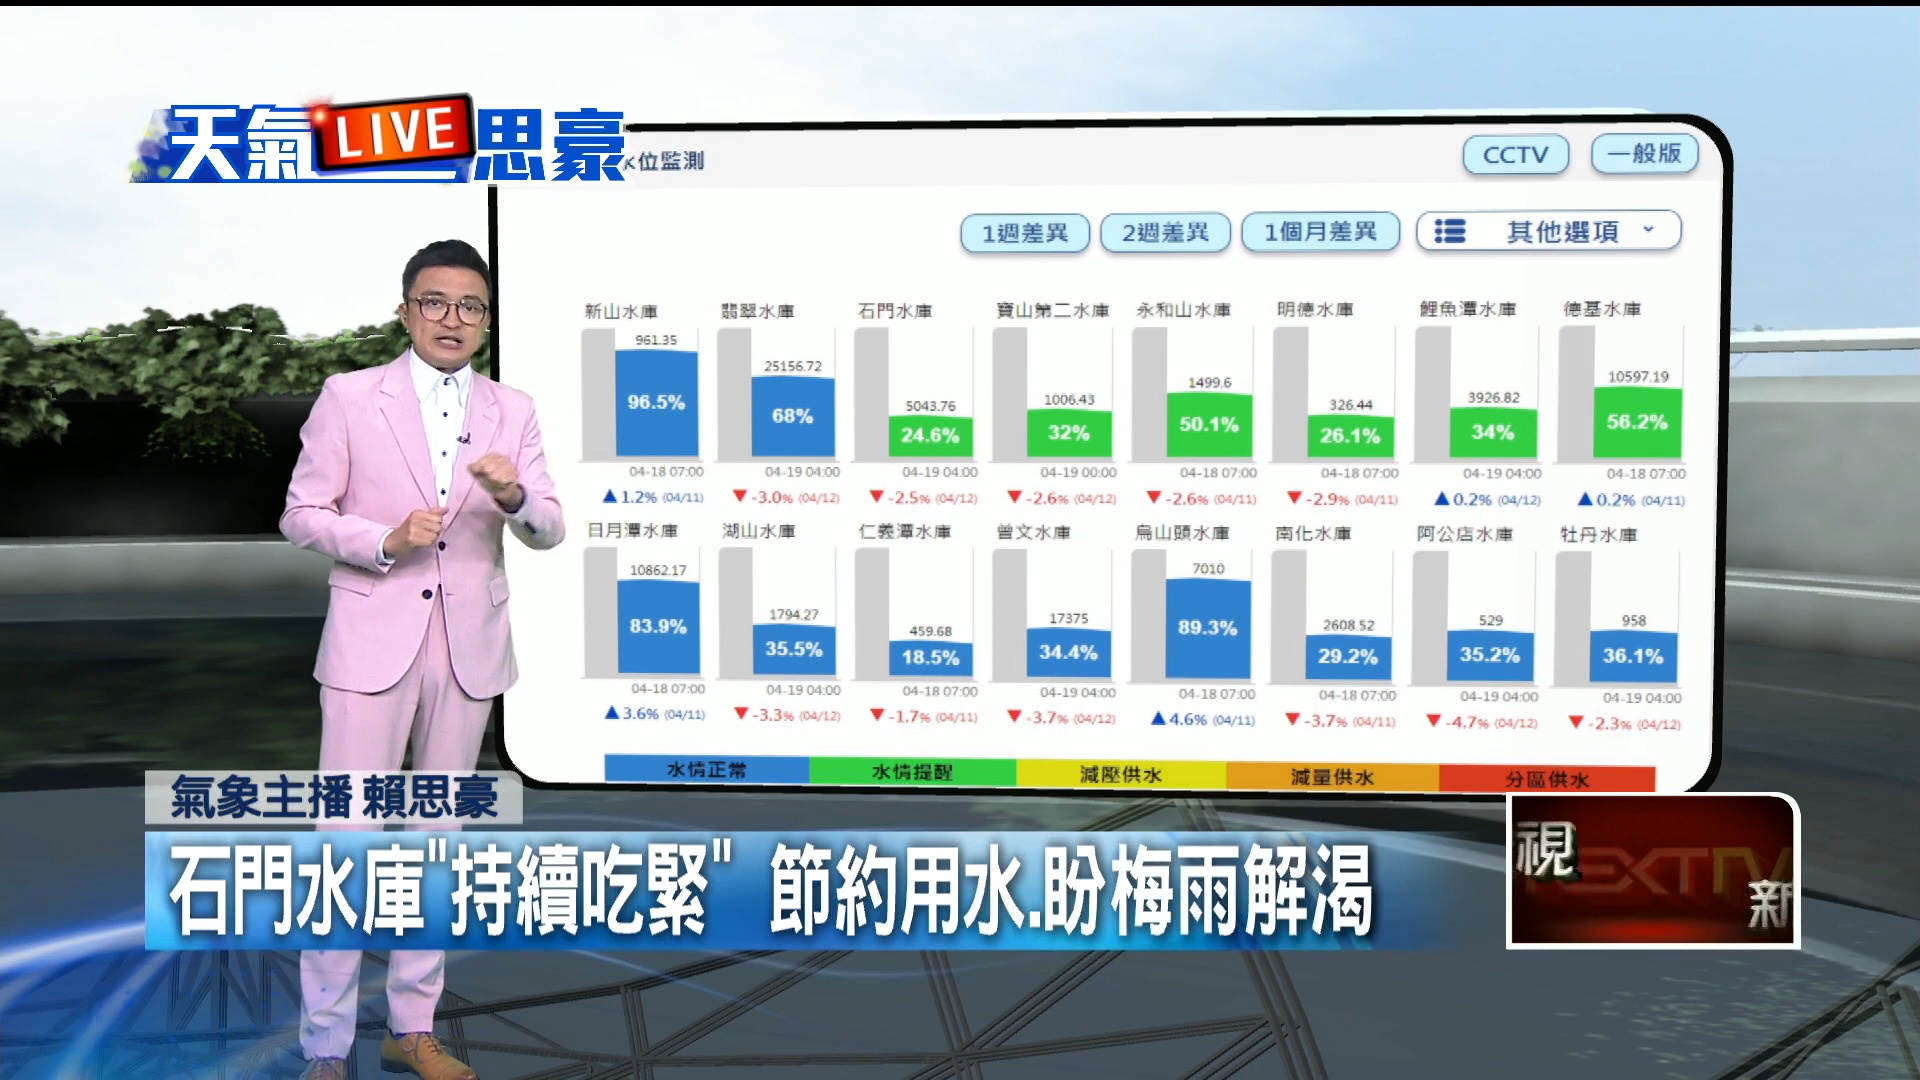 天氣LIVE思豪
水位監測
CCTV
一般版
1週差異
2週差異
1個月差異
其他選項
新山水庫 翡翠水庫 石門水庫 寶山第二水庫 永和山水庫 明德水庫 鯉魚潭水庫 德基水庫
961.35 25156.72 5043.76 1006.43 1499.6 326.44 3926.82 10597.19
96.5% 68% 24.6% 32% 50.1% 26.1% 34% 56.2%
04-18 07:00 04-19 04:00 04-19 04:00 04-19 00:00 04-18 07:00 04-18 07:00 04-19 04:00 04-18 07:00
▲1.2% (04/11) ▼-3.0% (04/12) ▼-2.5% (04/12) ▼-2.6% (04/12) ▼-2.6% (04/11) ▼-2.9% (04/11) ▲0.2% (04/12) ▲0.2% (04/11)
日月潭水庫 湖山水庫 仁義潭水庫 曾文水庫 烏山頭水庫 南化水庫 阿公店水庫 牡丹水庫
10862.17 1794.27 459.68 17375 7010 2608.52 529 958
83.9% 35.5% 18.5% 34.4% 89.3% 29.2% 35.2% 36.1%
04-18 07:00 04-19 04:00 04-18 07:00 04-19 04:00 04-18 07:00 04-18 07:00 04-19 04:00 04-19 04:00
▲3.6% (04/11) ▼-3.3% (04/12) ▼-1.7% (04/11) ▼-3.7% (04/12) ▲4.6% (04/11) ▼-3.7% (04/11) ▼-4.7% (04/12) ▼-2.3% (04/12)
水情正常 水情提醒 減壓供水 減量供水 分區供水
氣象主播 賴思豪
石門水庫"持續吃緊" 節約用水.盼梅雨解渴
視
NEXTTV
新